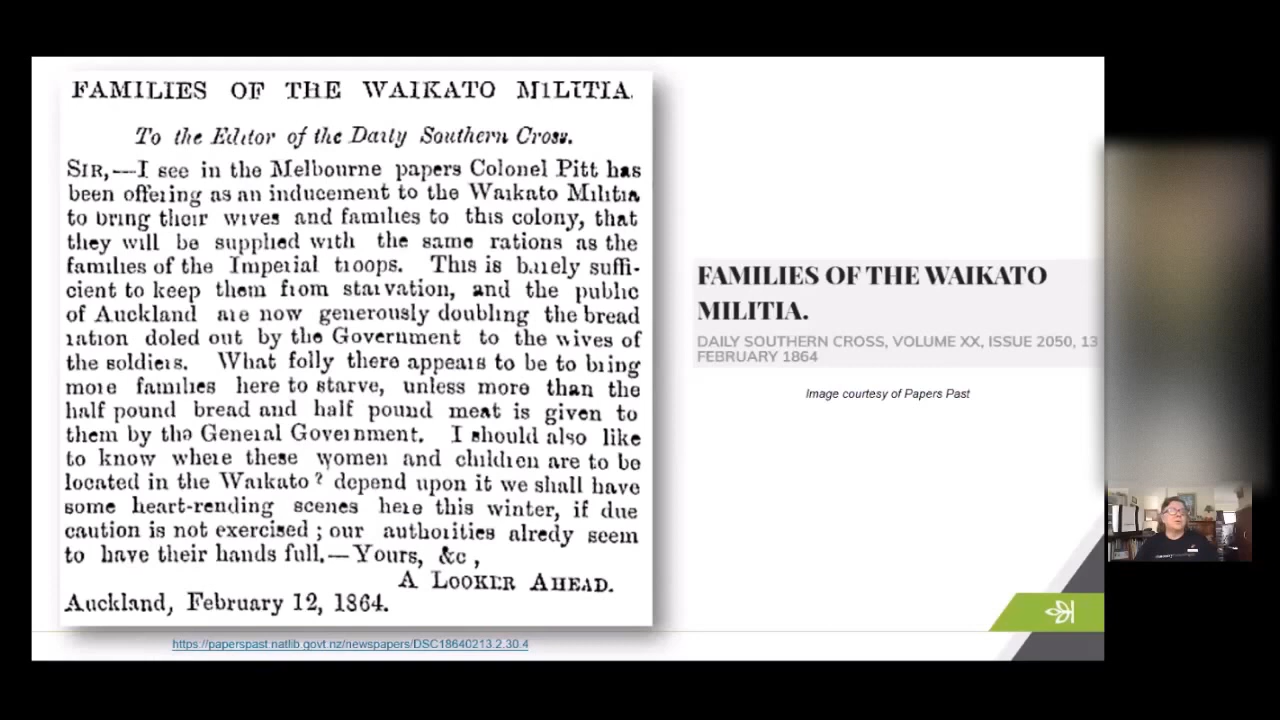 FAMILIES OF THE WAIKATO MILITIA.
To the Editor of the Daily Southern Cross.
SIR,—I see in the Melbourne papers Colonel Pitt has
been offering as an inducement to the Waikato Militia
to bring their wives and families to this colony, that
they will be supplied with the same rations as the
families of the Imperial troops. This is barely suffi-
cient to keep them from starvation, and the public
of Auckland are now generously doubling the bread
ration doled out by the Government to the wives of
the soldiers. What folly there appears to be to bring
more families here to starve, unless more than the
half pound bread and half pound meat is given to
them by the General Government. I should also like
to know where these women and children are to be
located in the Waikato? depend upon it we shall have
some heart-rending scenes here this winter, if due
caution is not exercised; our authorities alredy seem
to have their hands full.—Yours, &c,
A LOOKER AHEAD.
Auckland, February 12, 1864.
https://paperspast.natlib.govt.nz/newspapers/DSC18640213.2.30.4
FAMILIES OF THE WAIKATO
MILITIA.
DAILY SOUTHERN CROSS, VOLUME XX, ISSUE 2050, 13
FEBRUARY 1864
Image courtesy of Papers Past